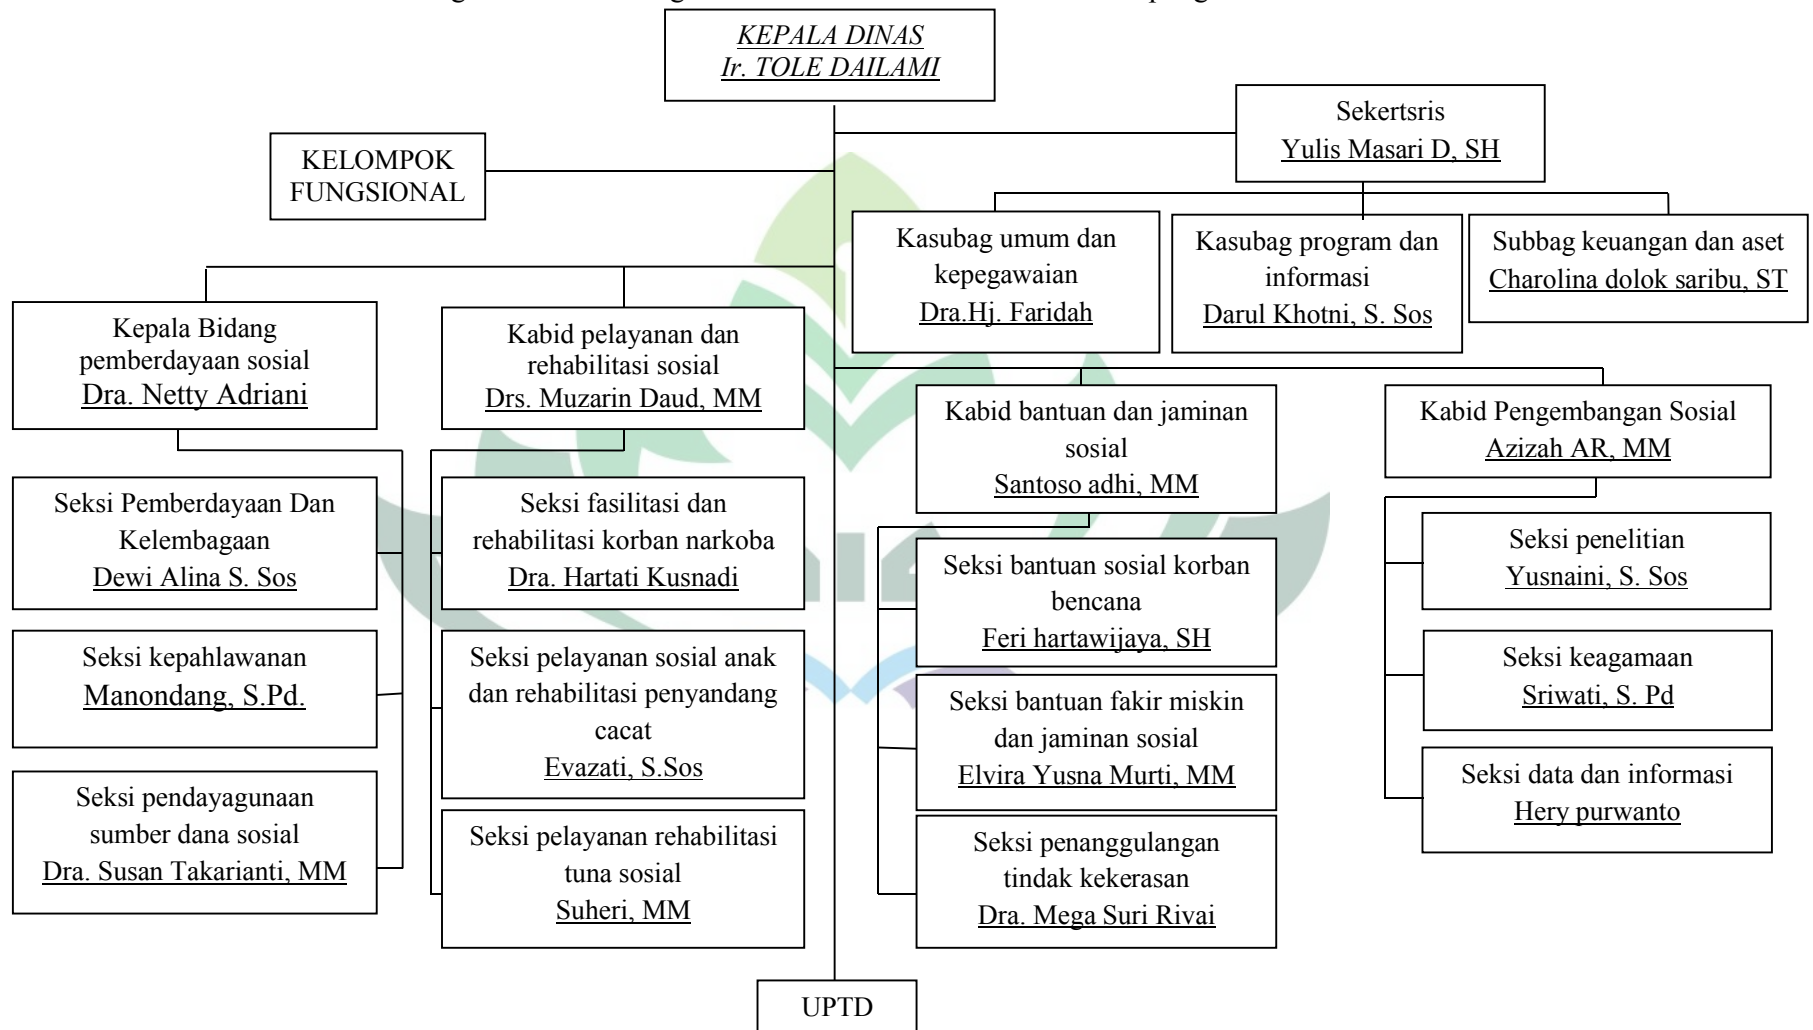 KEPALA DINAS
Ir. TOLE DAILAMI
Sekertsris
Yulis Masari D, SH
KELOMPOK
FUNGSIONAL
Kasubag umum dan
kepegawaian
Dra.Hj. Faridah
Kasubag program dan
informasi
Darul Khotni, S. Sos
Subbag keuangan dan aset
Charolina dolok saribu, ST
Kepala Bidang
pemberdayaan sosial
Dra. Netty Adriani
Kabid pelayanan dan
rehabilitasi sosial
Drs. Muzarin Daud, MM
Kabid bantuan dan jaminan
sosial
Santoso adhi, MM
Kabid Pengembangan Sosial
Azizah AR, MM
Seksi Pemberdayaan Dan
Kelembagaan
Dewi Alina S. Sos
Seksi kepahlawanan
Manondang, S.Pd.
Seksi pendayagunaan
sumber dana sosial
Dra. Susan Takarianti, MM
Seksi fasilitasi dan
rehabilitasi korban narkoba
Dra. Hartati Kusnadi
Seksi pelayanan sosial anak
dan rehabilitasi penyandang
cacat
Evazati, S.Sos
Seksi pelayanan rehabilitasi
tuna sosial
Suheri, MM
Seksi bantuan sosial korban
bencana
Feri hartawijaya, SH
Seksi bantuan fakir miskin
dan jaminan sosial
Elvira Yusna Murti, MM
Seksi penanggulangan
tindak kekerasan
Dra. Mega Suri Rivai
Seksi penelitian
Yusnaini, S. Sos
Seksi keagamaan
Sriwati, S. Pd
Seksi data dan informasi
Hery purwanto
UPTD